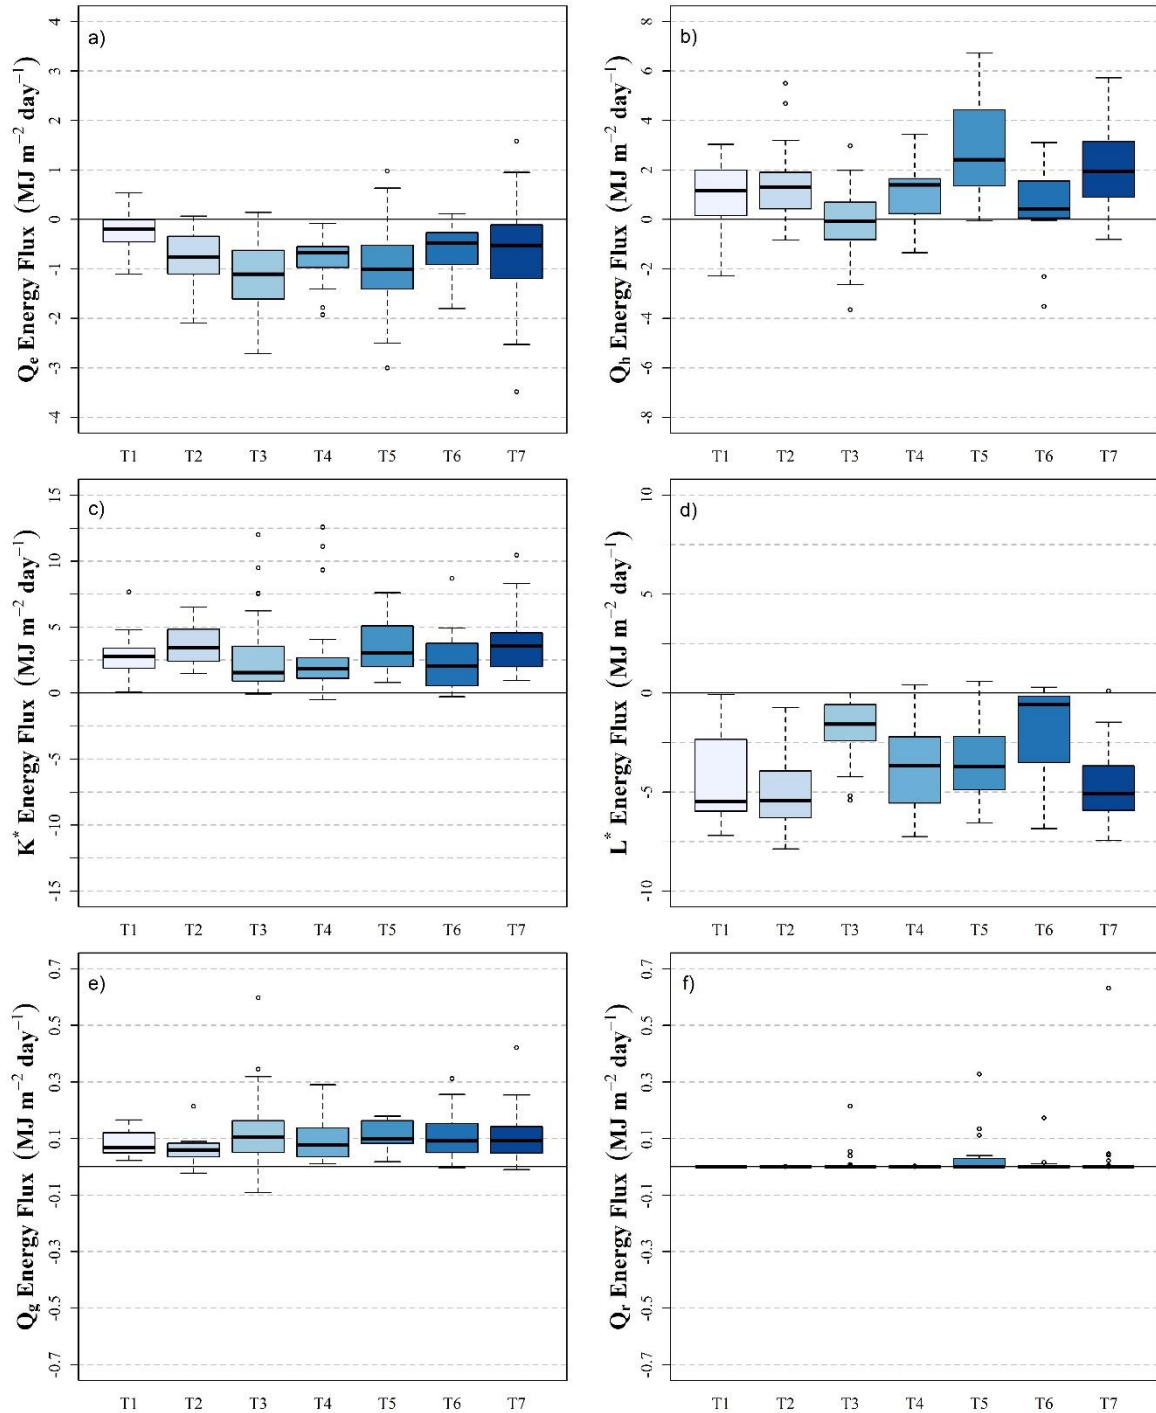 a)
Qe Energy Flux (MJ m−2 day−1)
4
3
2
1
0
-1
-2
-3
-4
T1 T2 T3 T4 T5 T6 T7
b)
Qh Energy Flux (MJ m−2 day−1)
8
6
4
2
0
-2
-4
-6
-8
T1 T2 T3 T4 T5 T6 T7
c)
K* Energy Flux (MJ m−2 day−1)
15
10
5
0
-5
-10
-15
T1 T2 T3 T4 T5 T6 T7
d)
L* Energy Flux (MJ m−2 day−1)
10
5
0
-5
-10
T1 T2 T3 T4 T5 T6 T7
e)
Qg Energy Flux (MJ m−2 day−1)
0.7
0.5
0.3
0.1
-0.1
-0.3
-0.5
-0.7
T1 T2 T3 T4 T5 T6 T7
f)
Qr Energy Flux (MJ m−2 day−1)
0.7
0.5
0.3
0.1
-0.1
-0.3
-0.5
-0.7
T1 T2 T3 T4 T5 T6 T7